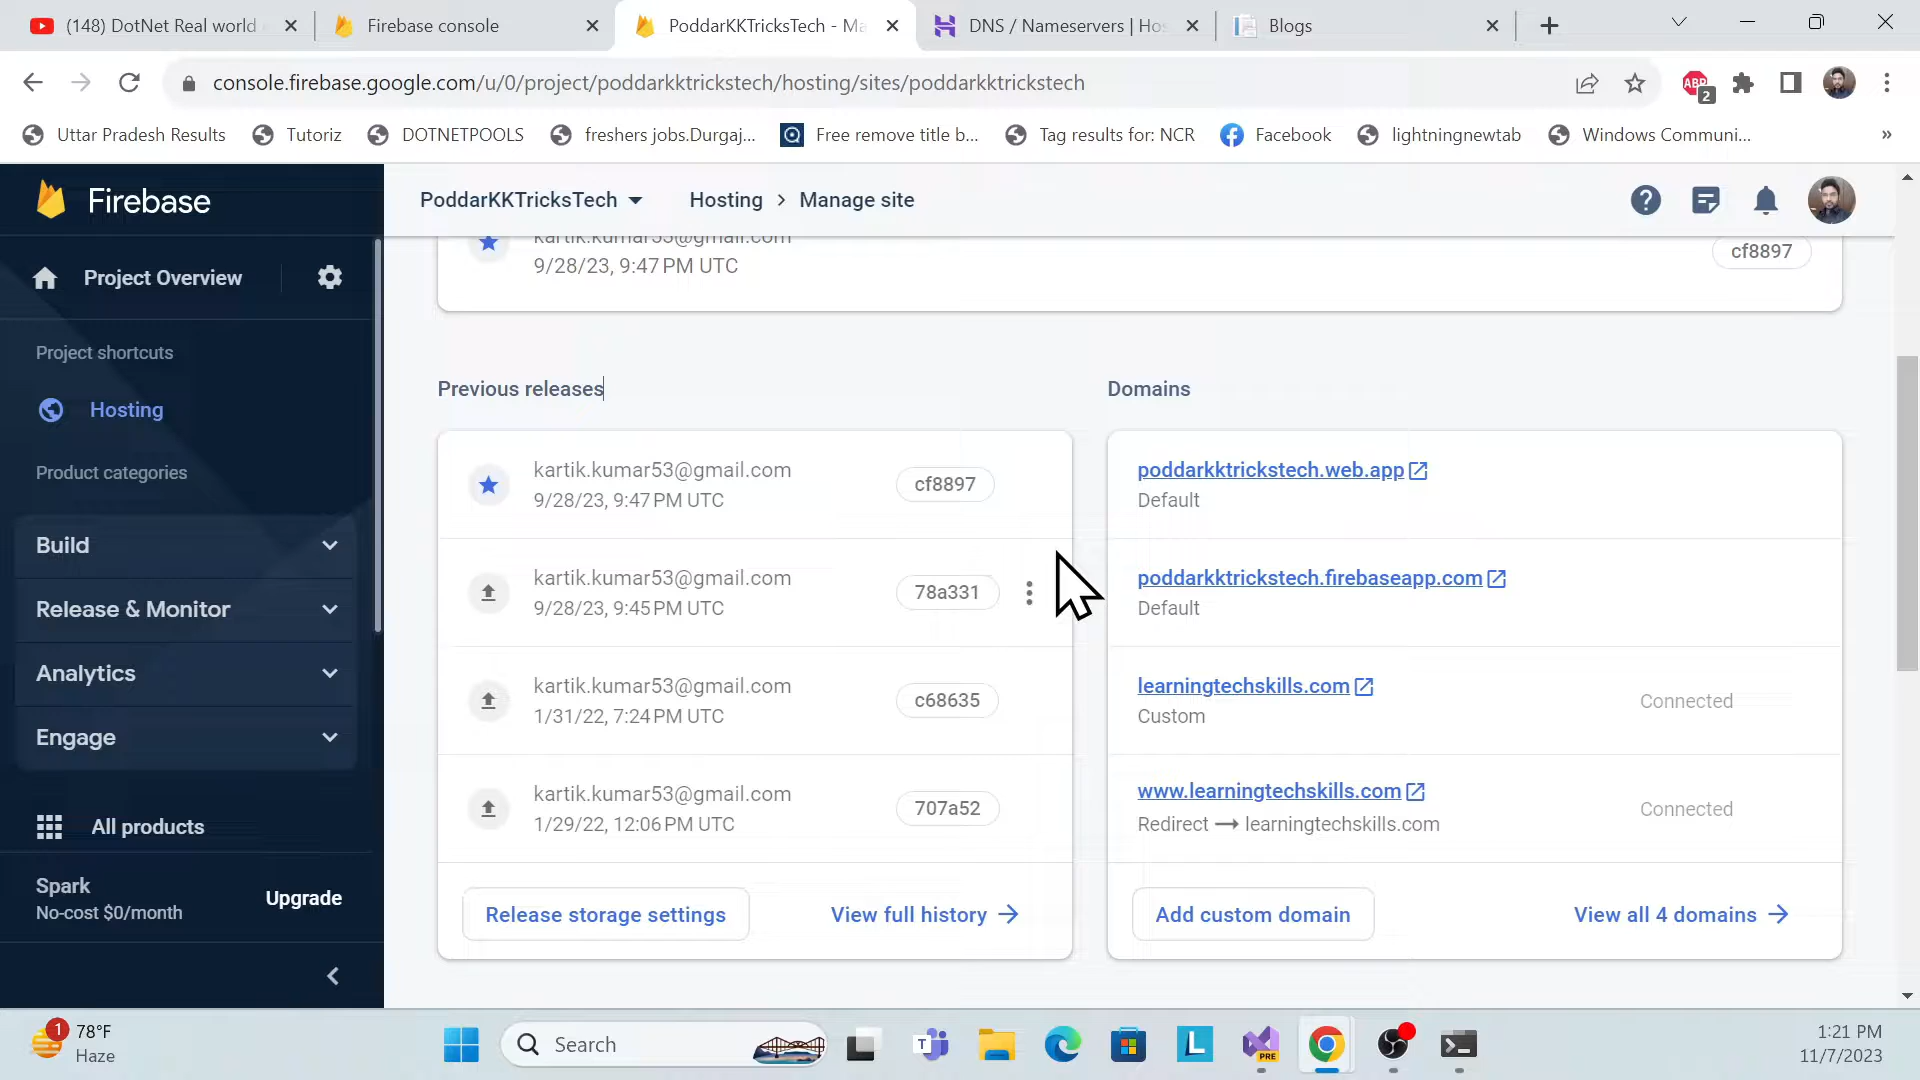 (148) DotNet Real world
Firebase console
PoddarKKTricksTech - Ma
DNS / Nameservers | Hos
Blogs
console.firebase.google.com/u/0/project/poddarkktrickstech/hosting/sites/poddarkktrickstech
ABP
2
Uttar Pradesh Results
Tutoriz
DOTNETPOOLS
freshers jobs.Durgaj...
Free remove title b...
Tag results for: NCR
Facebook
lightningnewtab
Windows Communi...
»
Firebase
PoddarKKTricksTech
Hosting > Manage site
Project Overview
Project shortcuts
Hosting
Product categories
Build
Release & Monitor
Analytics
Engage
All products
Spark
No-cost $0/month
Upgrade
kartik.kumar53@gmail.com
9/28/23, 9:47 PM UTC
cf8897
Previous releases
kartik.kumar53@gmail.com
9/28/23, 9:47 PM UTC
cf8897
kartik.kumar53@gmail.com
9/28/23, 9:45 PM UTC
78a331
kartik.kumar53@gmail.com
1/31/22, 7:24 PM UTC
c68635
kartik.kumar53@gmail.com
1/29/22, 12:06 PM UTC
707a52
Release storage settings
View full history →
Domains
poddarkktrickstech.web.app
Default
poddarkktrickstech.firebaseapp.com
Default
learningtechskills.com
Custom
Connected
www.learningtechskills.com
Redirect → learningtechskills.com
Connected
Add custom domain
View all 4 domains →
1
78°F
Haze
Search
T
L
PRE
1:21 PM
11/7/2023